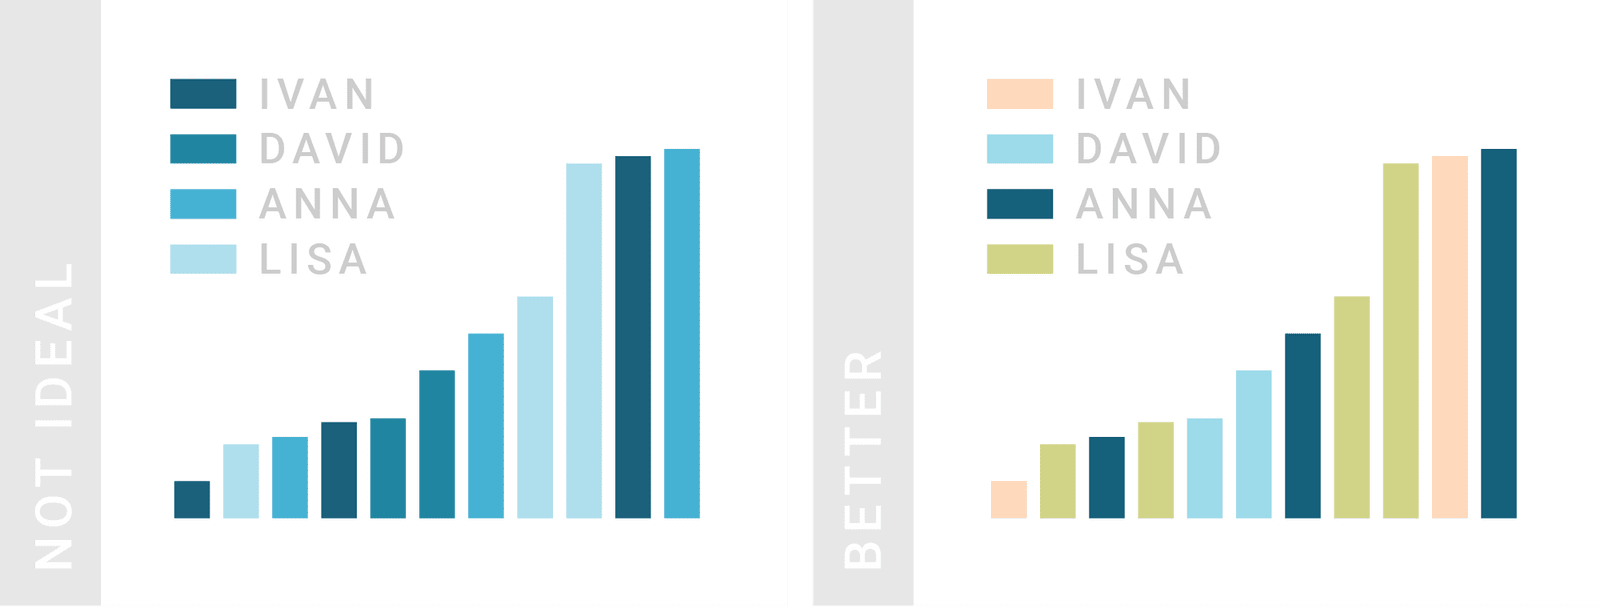 NOT IDEAL
IVAN
DAVID
ANNA
LISA
BETTER
IVAN
DAVID
ANNA
LISA